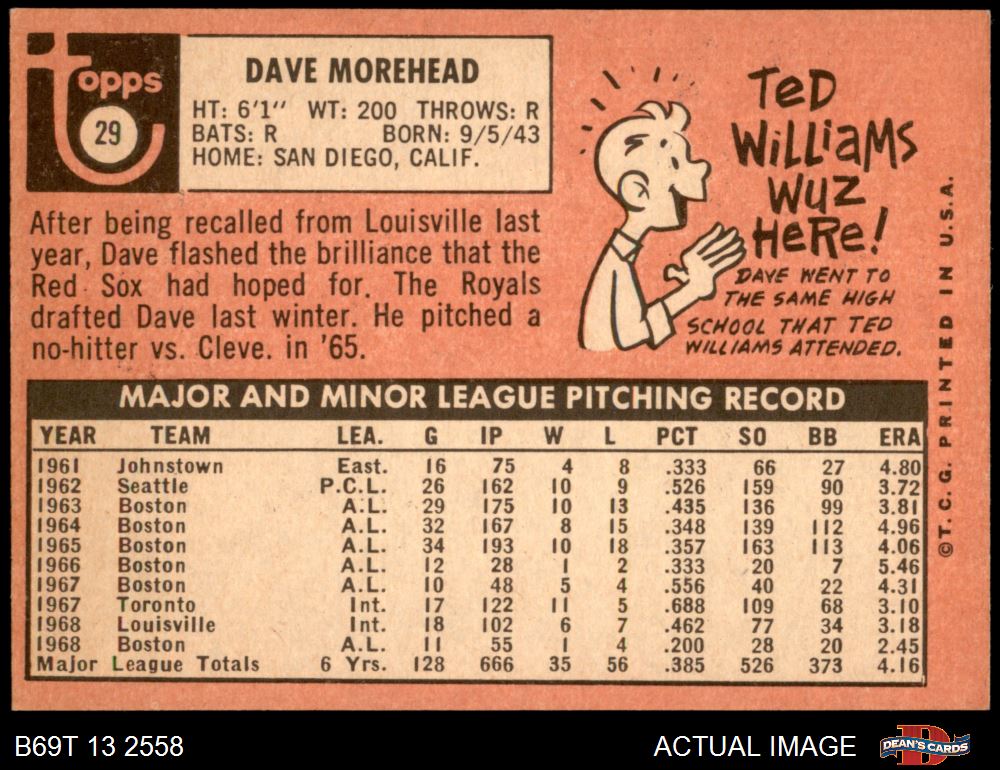 Topps
29
DAVE MOREHEAD
HT: 6'1" WT: 200 THROWS: R
BATS: R BORN: 9/5/43
HOME: SAN DIEGO, CALIF.
After being recalled from Louisville last
year, Dave flashed the brilliance that the
Red Sox had hoped for. The Royals
drafted Dave last winter. He pitched a
no-hitter vs. Cleve. in '65.
TeD
WiLLiaMS
WuZ
HeRe!
DAVE WENT TO
THE SAME HIGH
SCHOOL THAT TED
WILLIAMS ATTENDED.
MAJOR AND MINOR LEAGUE PITCHING RECORD
YEAR TEAM LEA. G IP W L PCT SO BB ERA
1961 Johnstown East. 16 75 4 8 .333 66 27 4.80
1962 Seattle P.C.L. 26 162 10 9 .526 159 90 3.72
1963 Boston A.L. 29 175 10 13 .435 136 99 3.81
1964 Boston A.L. 32 167 8 15 .348 139 112 4.96
1965 Boston A.L. 34 193 10 18 .357 163 113 4.06
1966 Boston A.L. 12 28 1 2 .333 20 7 5.46
1967 Boston A.L. 10 48 5 4 .556 40 22 4.31
1967 Toronto Int. 17 122 11 5 .688 109 68 3.10
1968 Louisville Int. 18 102 6 7 .462 77 34 3.18
1968 Boston A.L. 11 55 1 4 .200 28 20 2.45
Major League Totals 6 Yrs. 128 666 35 56 .385 526 373 4.16
©T.C.G. PRINTED IN U.S.A.
B69T 13 2558
ACTUAL IMAGE
D
DEAN'S CARDS